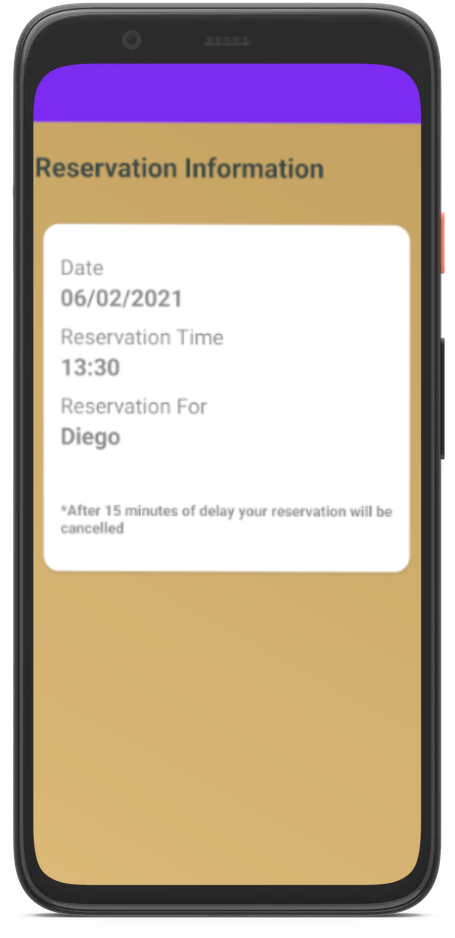 Reservation Information
Date
06/02/2021
Reservation Time
13:30
Reservation For
Diego
*After 15 minutes of delay your reservation will be
cancelled